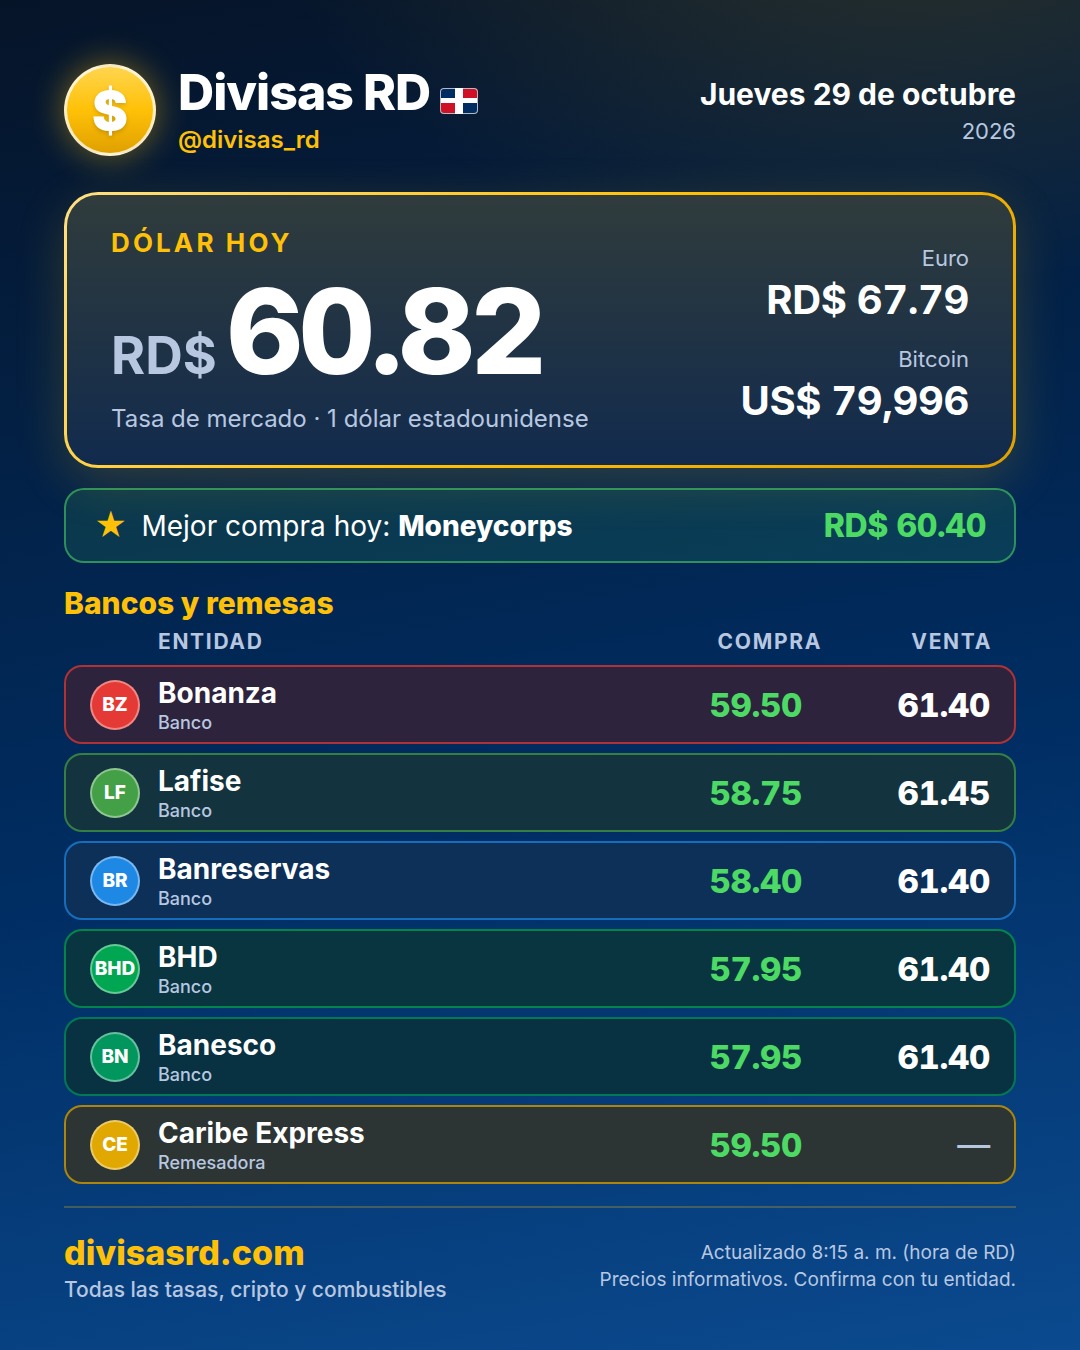 $
Divisas RD
@divisas_rd
Jueves 29 de octubre
2026
DÓLAR HOY
RD$ 60.82
Tasa de mercado · 1 dólar estadounidense
Euro
RD$ 67.79
Bitcoin
US$ 79,996
★ Mejor compra hoy: Moneycorps RD$ 60.40
Bancos y remesas
ENTIDAD COMPRA VENTA
BZ Bonanza 59.50 61.40
Banco
LF Lafise 58.75 61.45
Banco
BR Banreservas 58.40 61.40
Banco
BHD BHD 57.95 61.40
Banco
BN Banesco 57.95 61.40
Banco
CE Caribe Express 59.50 —
Remesadora
divisasrd.com
Todas las tasas, cripto y combustibles
Actualizado 8:15 a. m. (hora de RD)
Precios informativos. Confirma con tu entidad.